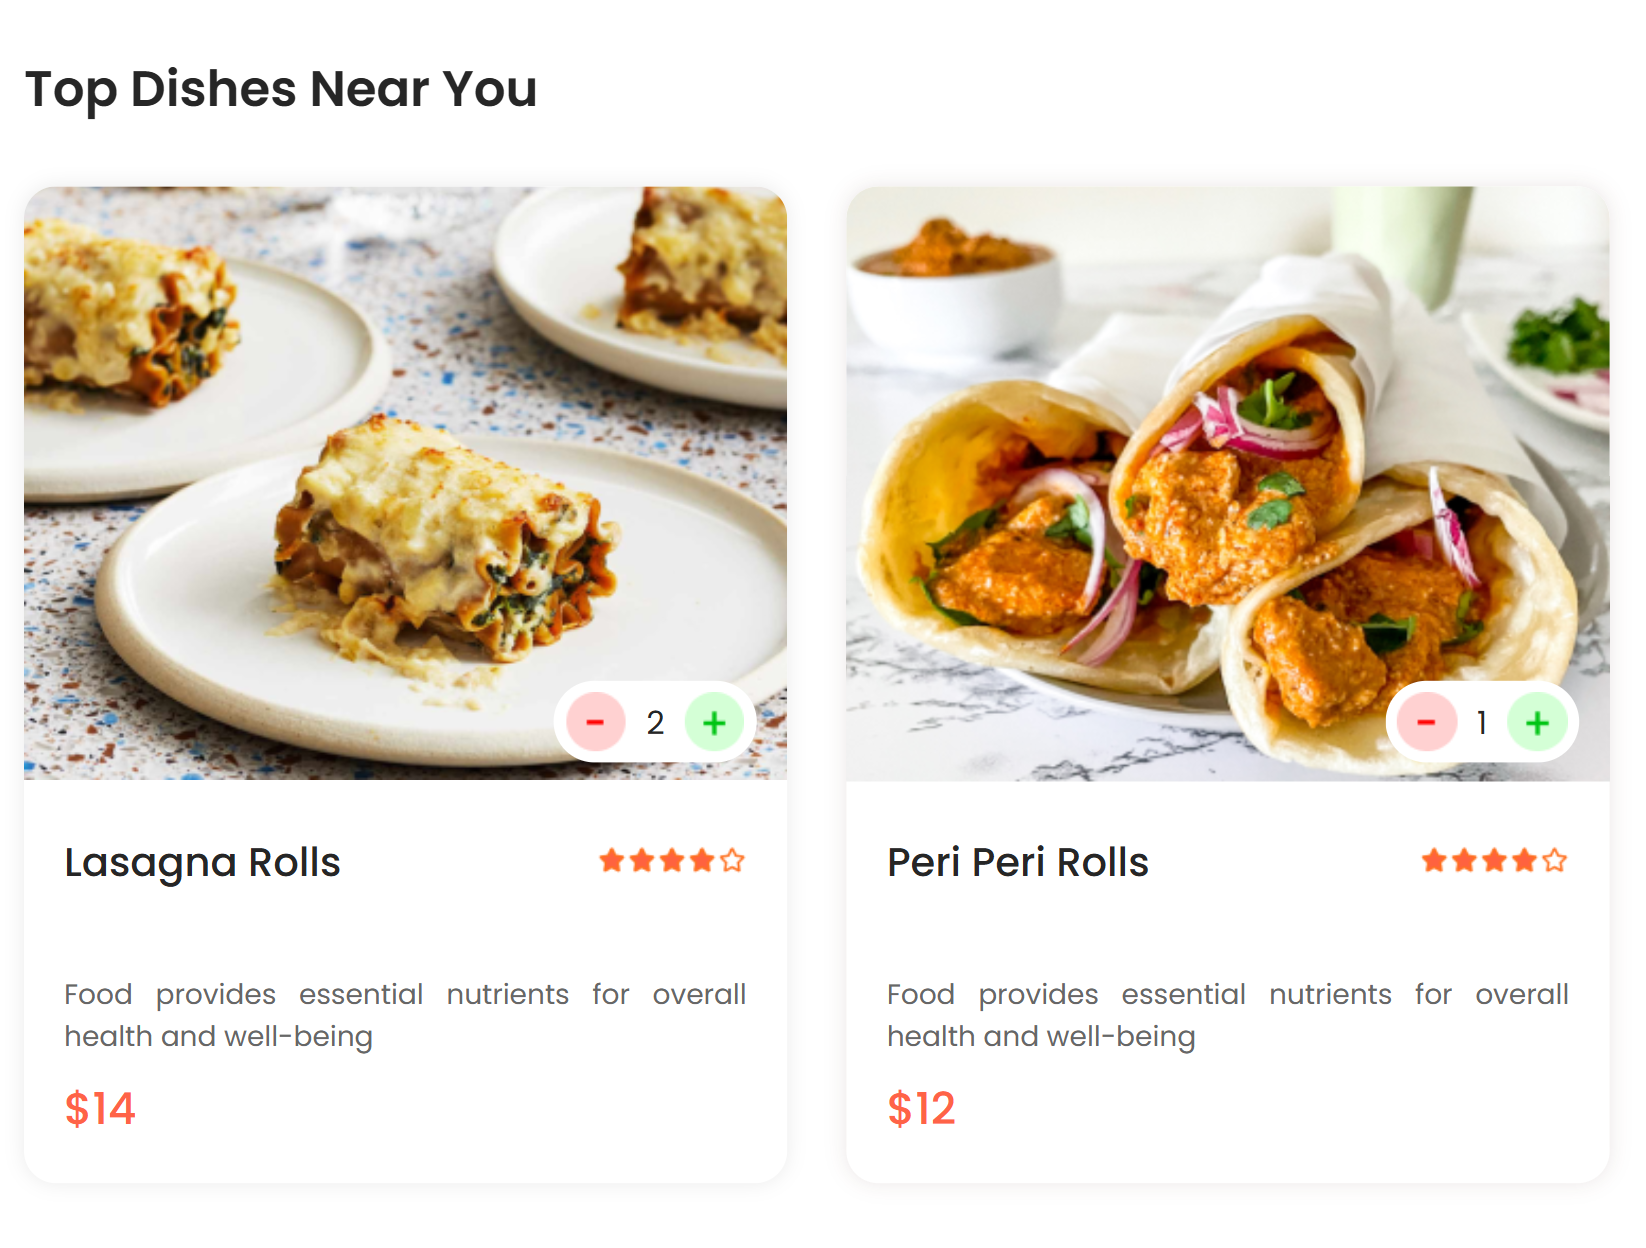 Top Dishes Near You
- 2 +
- 1 +
Lasagna Rolls
Peri Peri Rolls
Food provides essential nutrients for overall
health and well-being
Food provides essential nutrients for overall
health and well-being
$14
$12